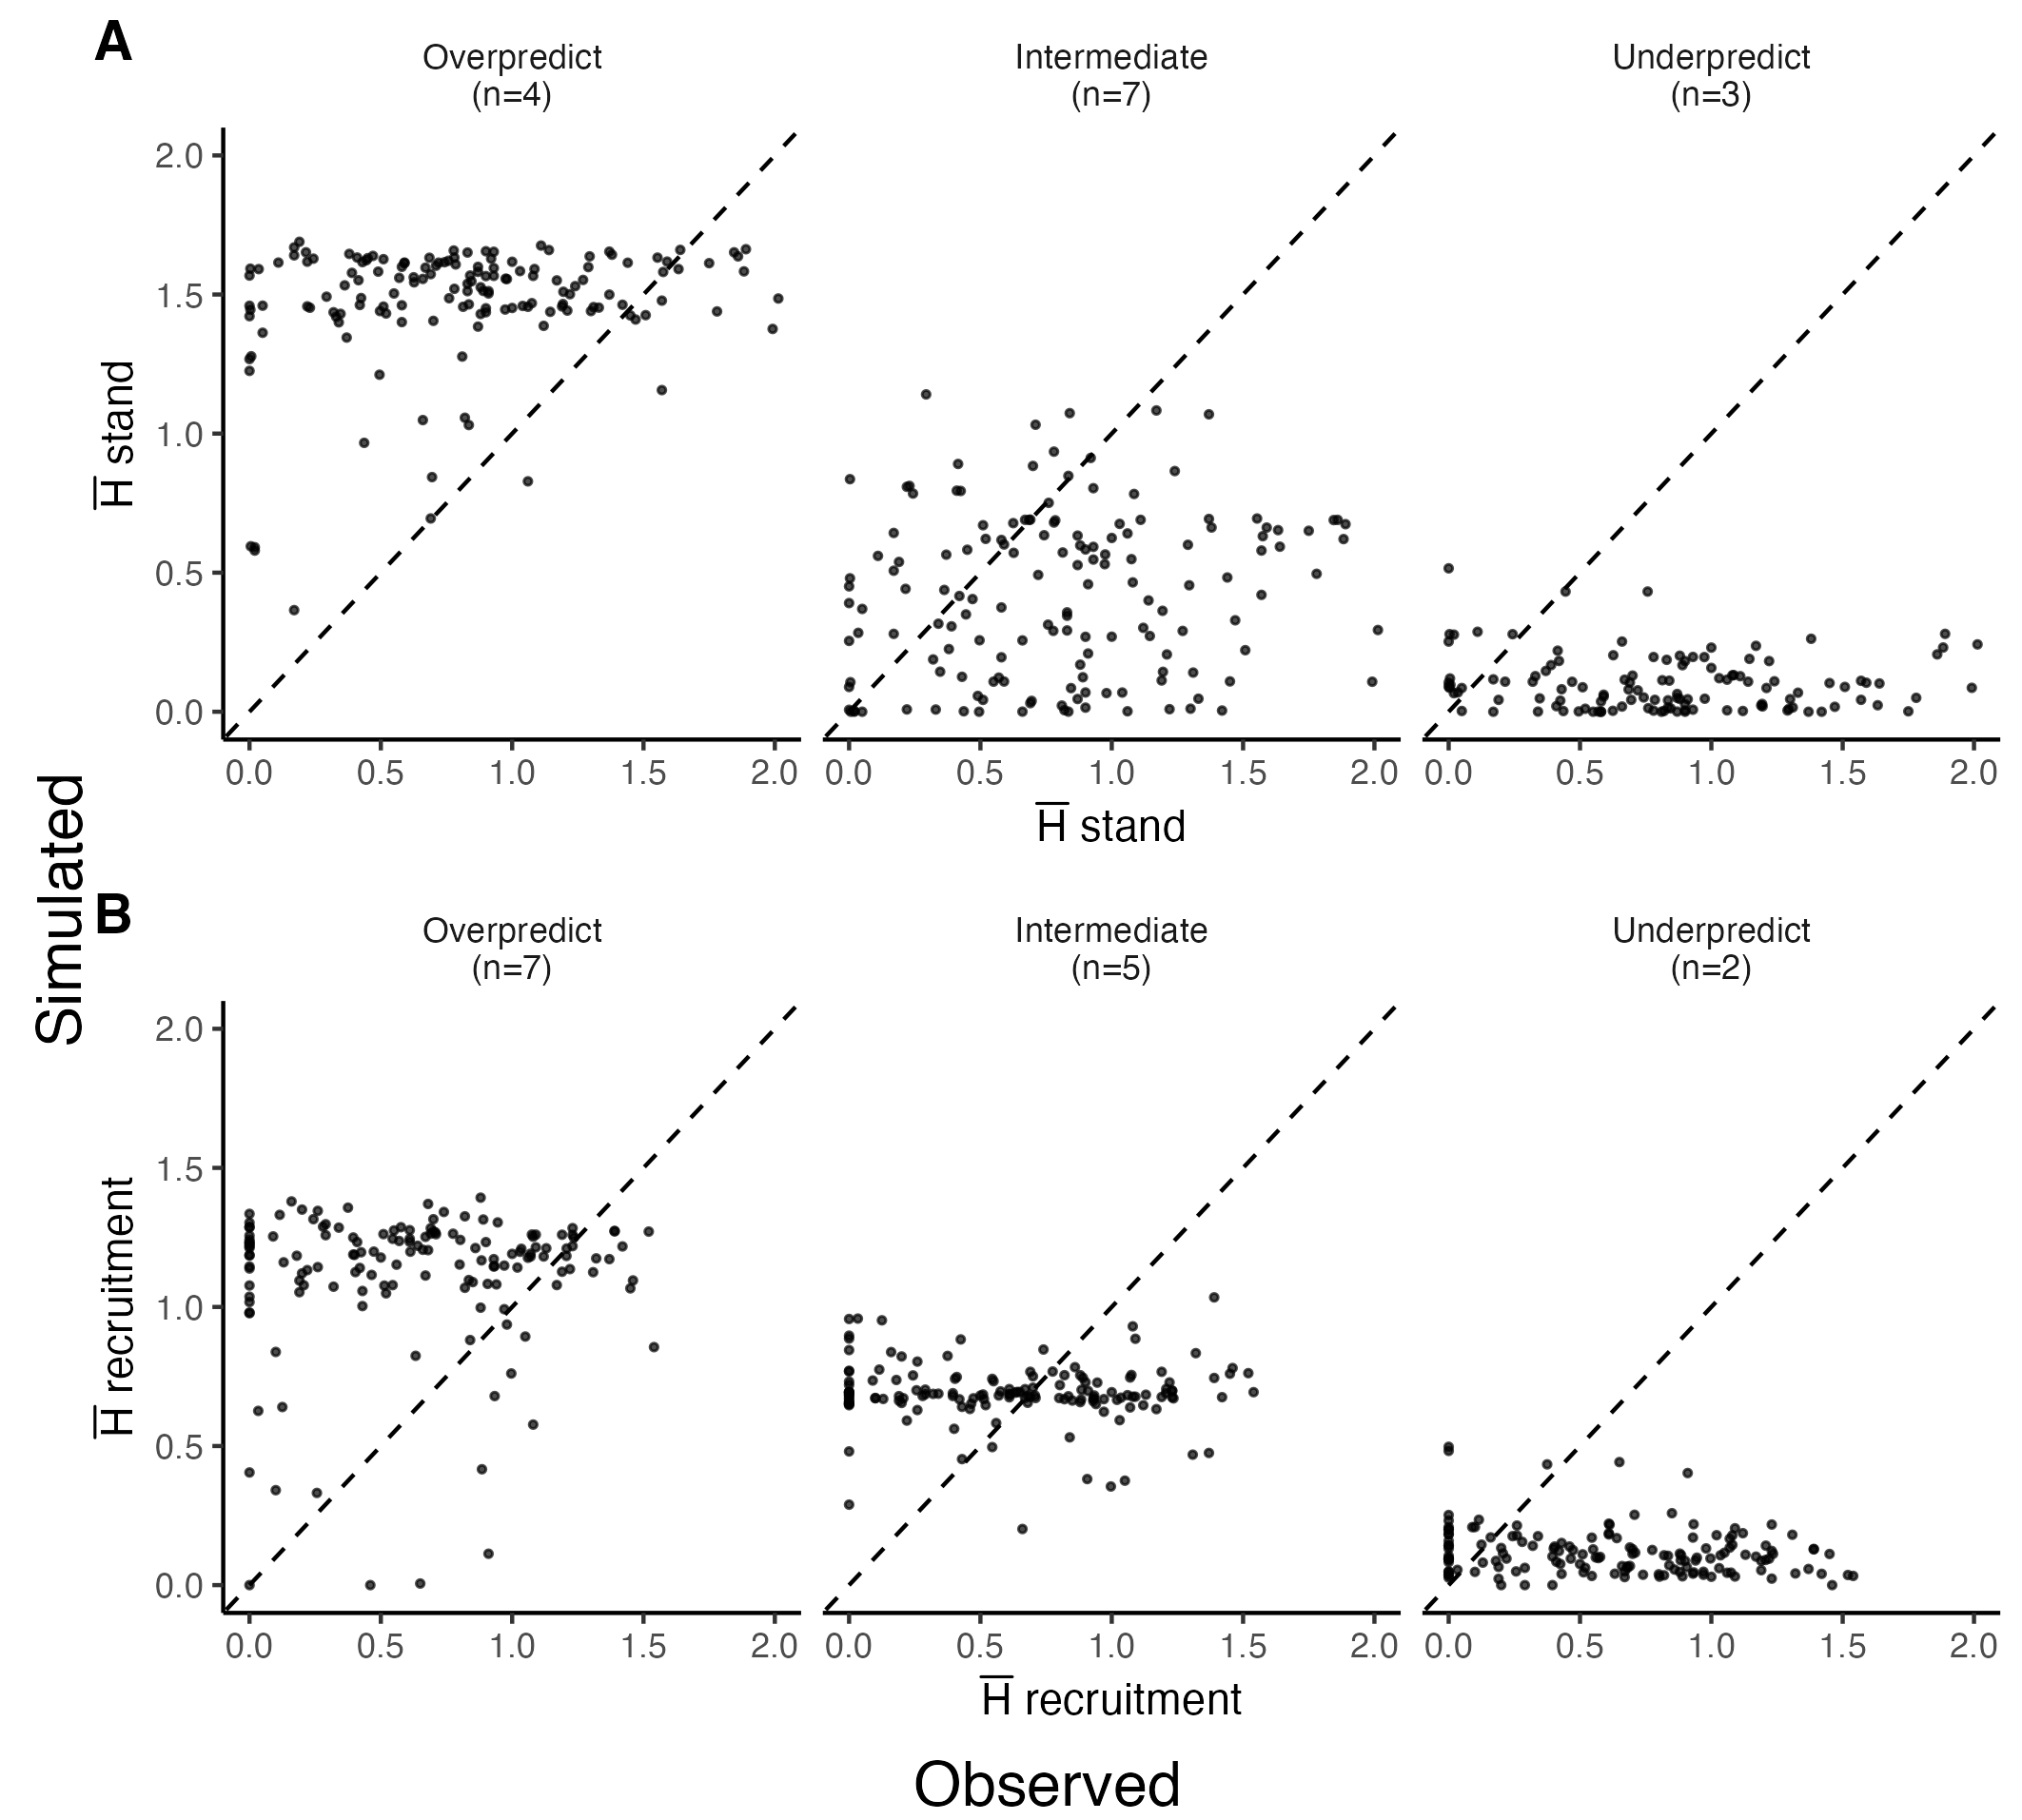 A
Overpredict
(n=4)
Intermediate
(n=7)
Underpredict
(n=3)
2.0
1.5
1.0
0.5
0.0
H̅ stand
0.0 0.5 1.0 1.5 2.0
0.0 0.5 1.0 1.5 2.0
0.0 0.5 1.0 1.5 2.0
H̅ stand
Simulated
B
Overpredict
(n=7)
Intermediate
(n=5)
Underpredict
(n=2)
2.0
1.5
1.0
0.5
0.0
H̅ recruitment
0.0 0.5 1.0 1.5 2.0
0.0 0.5 1.0 1.5 2.0
0.0 0.5 1.0 1.5 2.0
H̅ recruitment
Observed